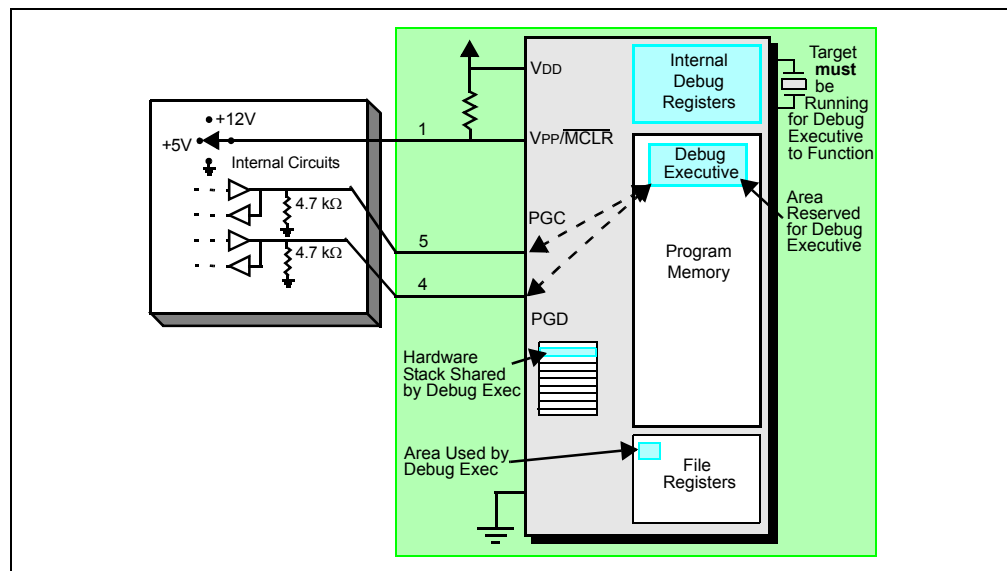 +12V
+5V
Internal Circuits
4.7 kΩ
4.7 kΩ
1
5
4
VDD
VPP/MCLR
PGC
PGD
Internal
Debug
Registers
Debug
Executive
Program
Memory
File
Registers
Hardware
Stack Shared
by Debug Exec
Area Used by
Debug Exec
Target
must
be
Running
for Debug
Executive
to Function
Area
Reserved
for Debug
Executive